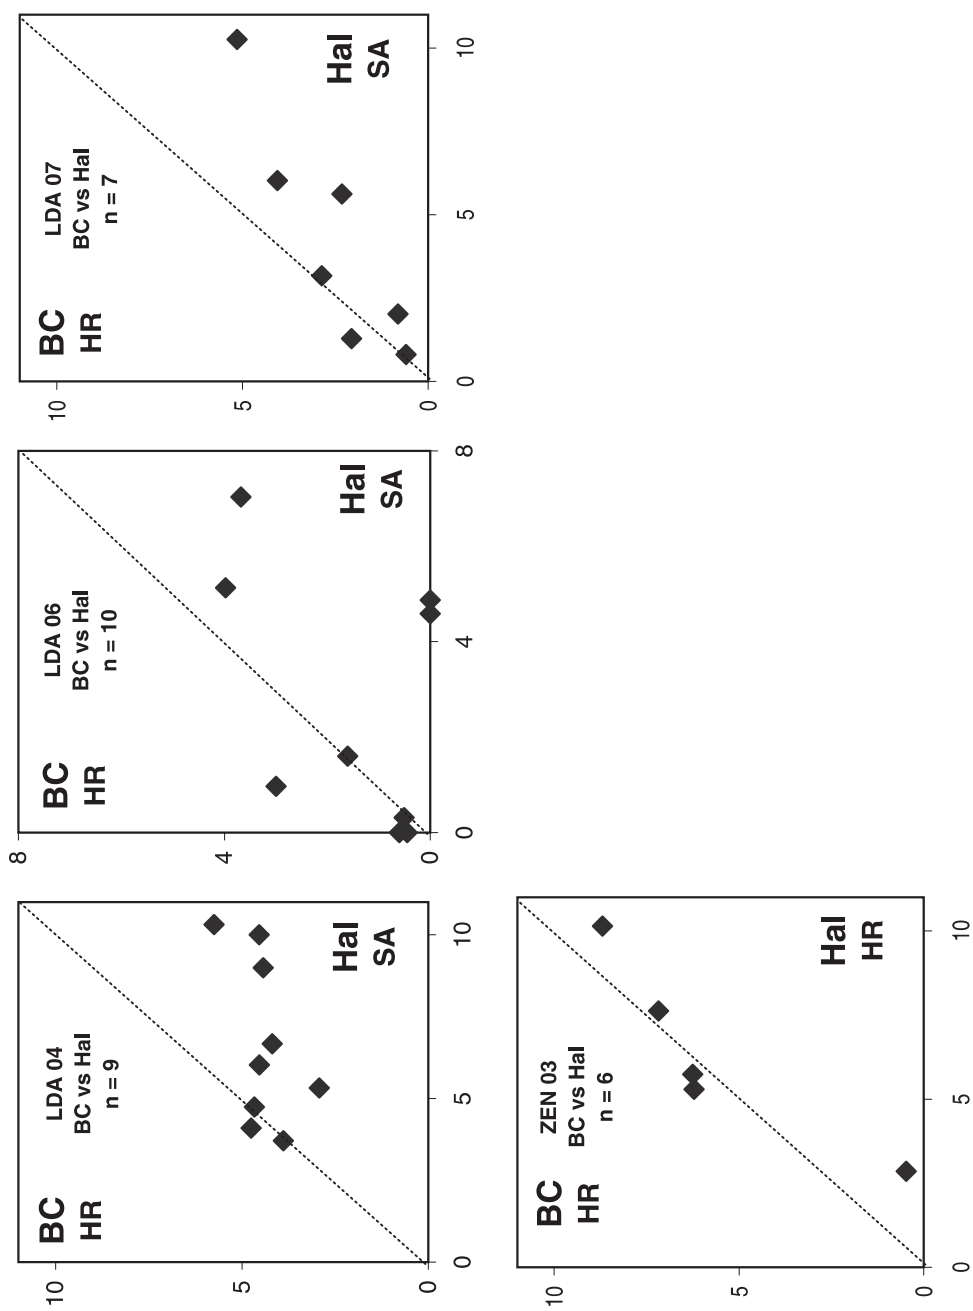 BC
HR
LDA 04
BC vs Hal
n = 9
Hal
SA
10
5
0
0
5
10
BC
HR
LDA 06
BC vs Hal
n = 10
Hal
SA
8
4
0
0
4
8
BC
HR
LDA 07
BC vs Hal
n = 7
Hal
SA
10
5
0
0
5
10
BC
HR
ZEN 03
BC vs Hal
n = 6
Hal
HR
10
5
0
0
5
10